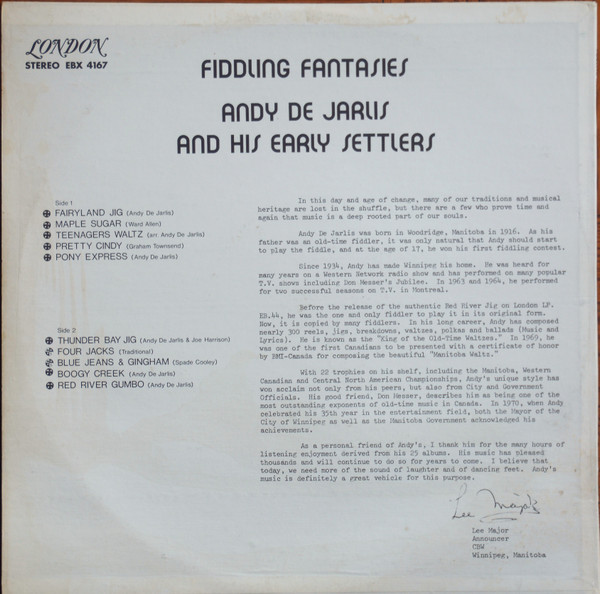 LONDON
STEREO EBX 4167
FIDDLING FANTASIES
ANDY DE JARLIS
AND HIS EARLY SETTLERS
Side 1
FAIRYLAND JIG (Andy De Jarlis)
MAPLE SUGAR (Ward Allen)
TEENAGERS WALTZ (arr. Andy De Jarlis)
PRETTY CINDY (Graham Townsend)
PONY EXPRESS (Andy De Jarlis)
Side 2
THUNDER BAY JIG (Andy De Jarlis & Joe Harrison)
FOUR JACKS (Traditional)
BLUE JEANS & GINGHAM (Spade Cooley)
BOOGY CREEK (Andy De Jarlis)
RED RIVER GUMBO (Andy De Jarlis)
In this day and age of change, many of our traditions and musical
heritage are lost in the shuffle, but there are a few who prove time and
again that music is a deep rooted part of our souls.
Andy De Jarlis was born in Woodridge, Manitoba in 1916. As his
father was an old-time fiddler, it was only natural that Andy should start
to play the fiddle, and at the age of 17, he won his first fiddling contest.
Since 1934, Andy has made Winnipeg his home. He was heard for
many years on a Western Network radio show and has performed on many popular
T.V. shows including Don Messer's Jubilee. In 1963 and 1964, he performed
for two successful seasons on T.V. in Montreal.
Before the release of the authentic Red River Jig on London LP.
EB.44, he was the one and only fiddler to play it in its original form.
Now, it is copied by many fiddlers. In his long career, Andy has composed
nearly 300 reels, jigs, breakdowns, waltzes, polkas and ballads (Music and
Lyrics). He is known as the "King of the Old-Time Waltzes." In 1969, he
was one of the first Canadians to be presented with a certificate of honor
by BMI-Canada for composing the beautiful "Manitoba Waltz."
With 22 trophies on his shelf, including the Manitoba, Western
Canadian and Central North American Championships, Andy's unique style has
won acclaim not only from his peers, but also from City and Government
Officials. His good friend, Don Messer, describes him as being one of the
most outstanding exponents of old-time music in Canada. In 1970, when Andy
celebrated his 35th year in the entertainment field, both the Mayor of the
City of Winnipeg as well as the Manitoba Government acknowledged his
achievements.
As a personal friend of Andy's, I thank him for the many hours of
listening enjoyment derived from his 25 albums. His music has pleased
thousands and will continue to do so for years to come. I believe that
today, we need more of the sound of laughter and of dancing feet. Andy's
music is definitely a great vehicle for this purpose.
Lee Major
Lee Major
Announcer
CBW
Winnipeg, Manitoba